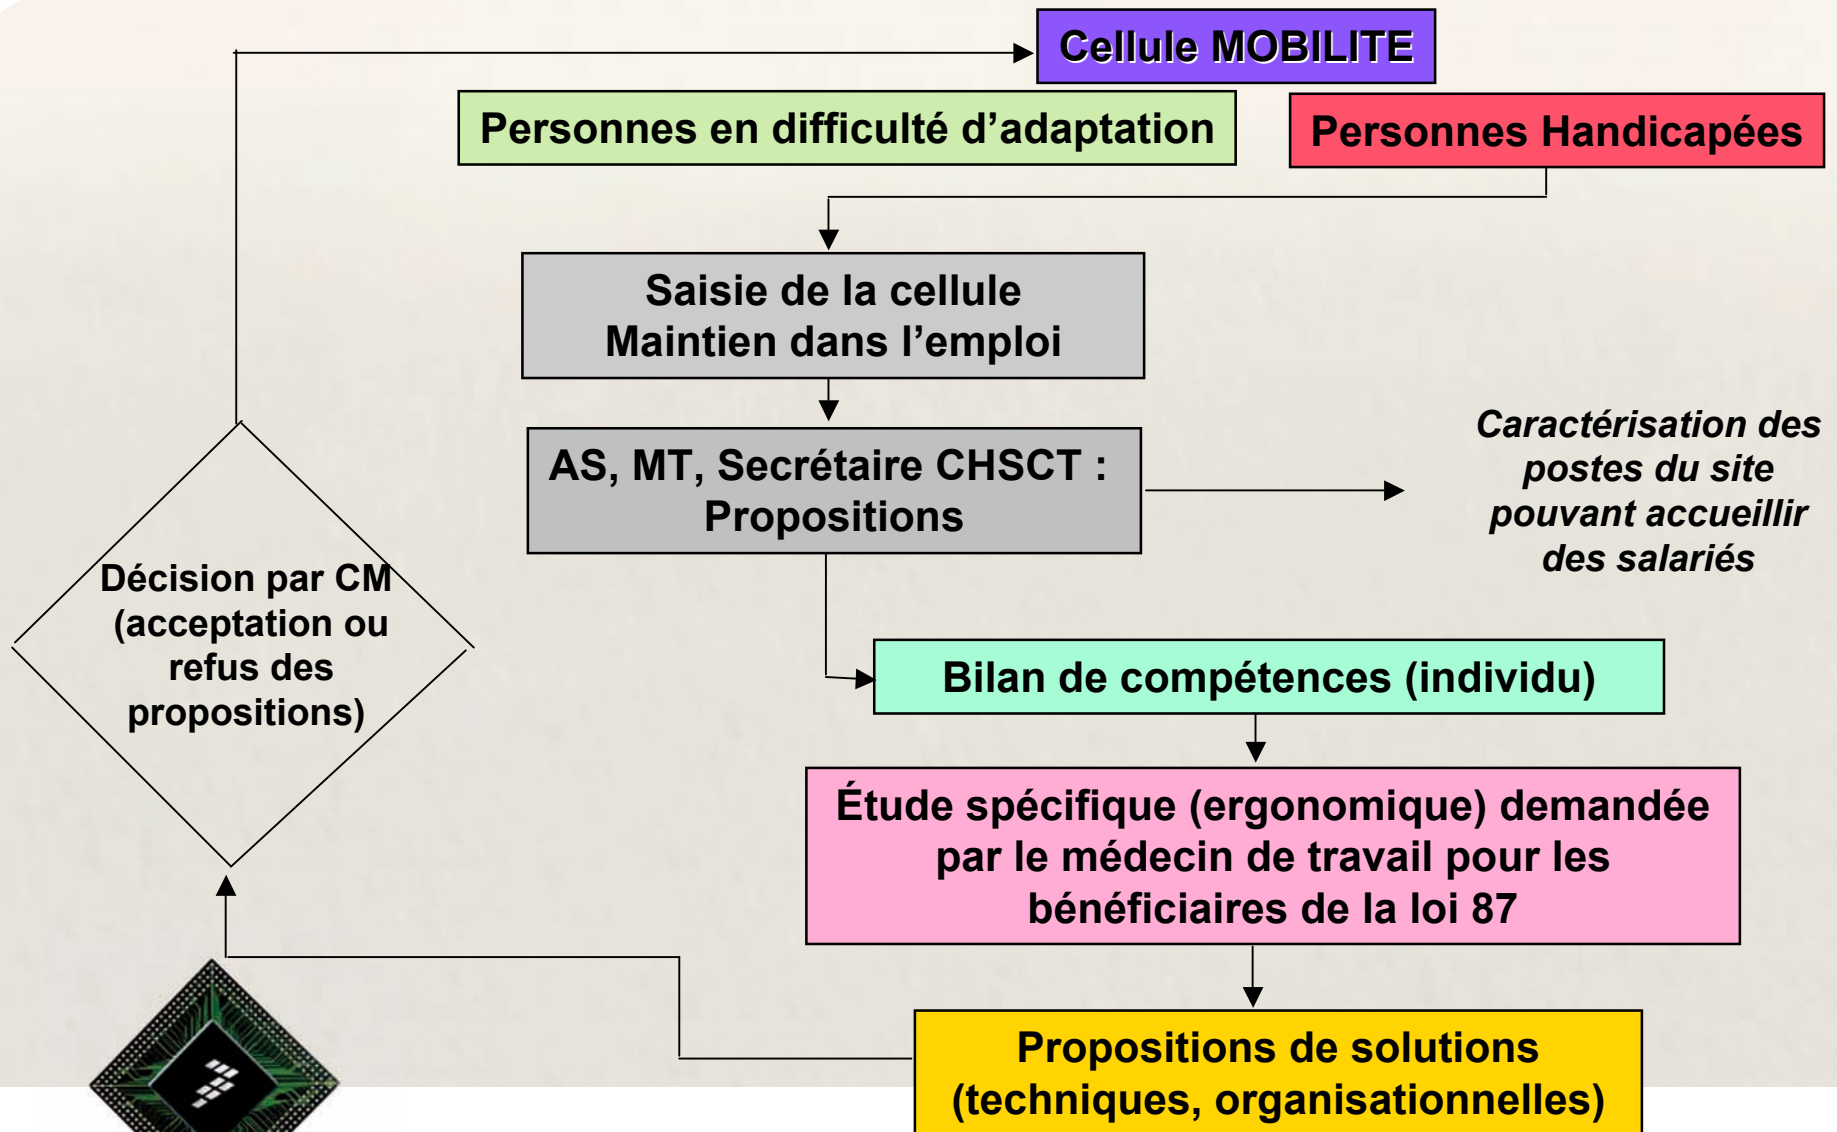 Cellule MOBILITE
Personnes en difficulté d’adaptation
Personnes Handicapées
Saisie de la cellule
Maintien dans l’emploi
AS, MT, Secrétaire CHSCT :
Propositions
Caractérisation des
postes du site
pouvant accueillir
des salariés
Décision par CM
(acceptation ou
refus des
propositions)
Bilan de compétences (individu)
Étude spécifique (ergonomique) demandée
par le médecin de travail pour les
bénéficiaires de la loi 87
Propositions de solutions
(techniques, organisationnelles)